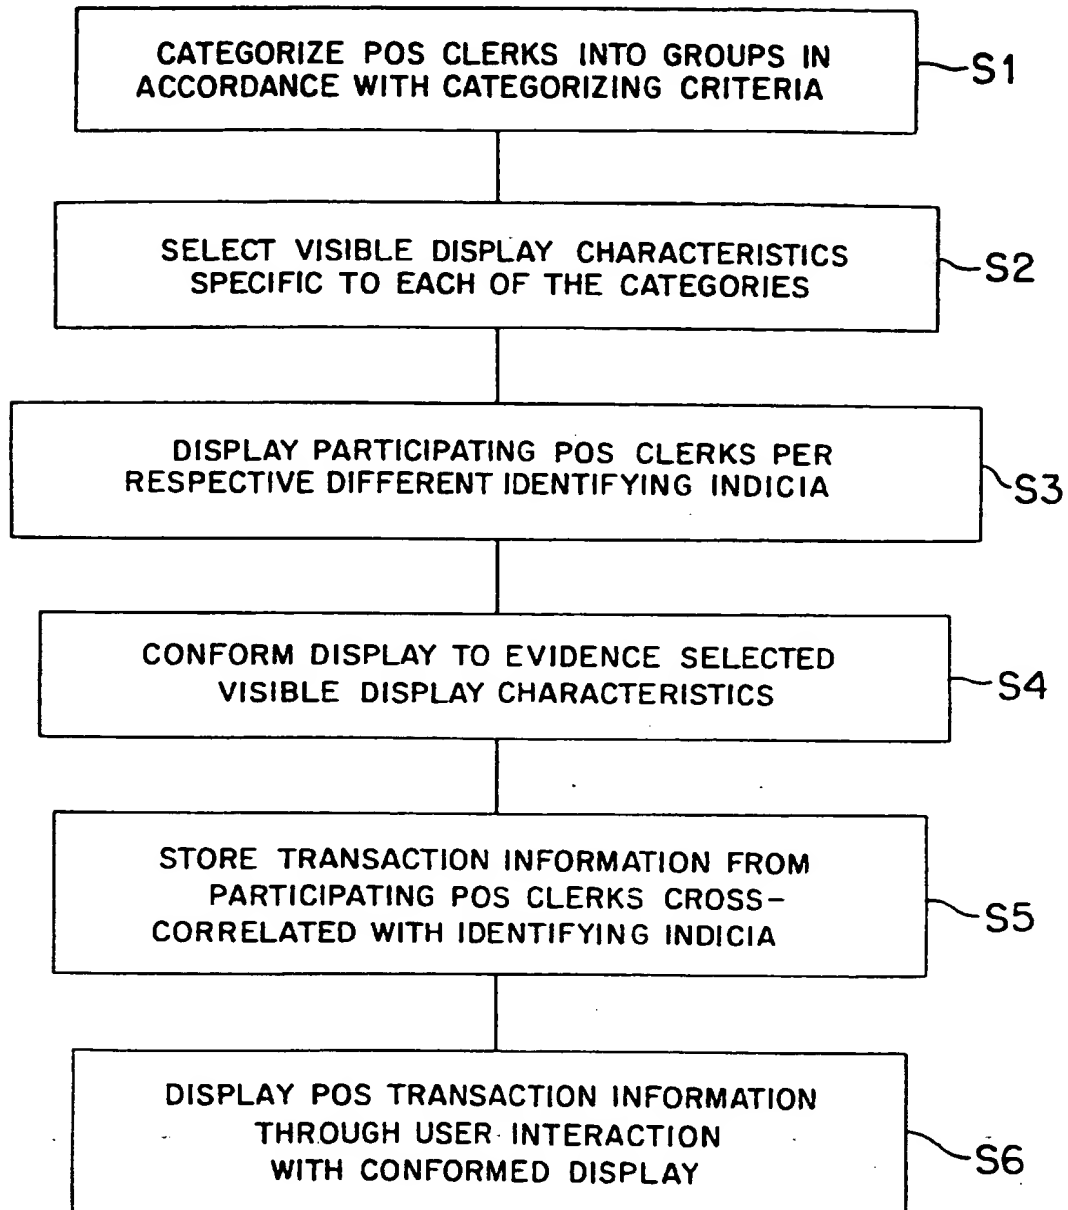 CATEGORIZE POS CLERKS INTO GROUPS IN
ACCORDANCE WITH CATEGORIZING CRITERIA
S1
SELECT VISIBLE DISPLAY CHARACTERISTICS
SPECIFIC TO EACH OF THE CATEGORIES
S2
DISPLAY PARTICIPATING POS CLERKS PER
RESPECTIVE DIFFERENT IDENTIFYING INDICIA
S3
CONFORM DISPLAY TO EVIDENCE SELECTED
VISIBLE DISPLAY CHARACTERISTICS
S4
STORE TRANSACTION INFORMATION FROM
PARTICIPATING POS CLERKS CROSS-
CORRELATED WITH IDENTIFYING INDICIA
S5
DISPLAY POS TRANSACTION INFORMATION
THROUGH USER INTERACTION
WITH CONFORMED DISPLAY
S6